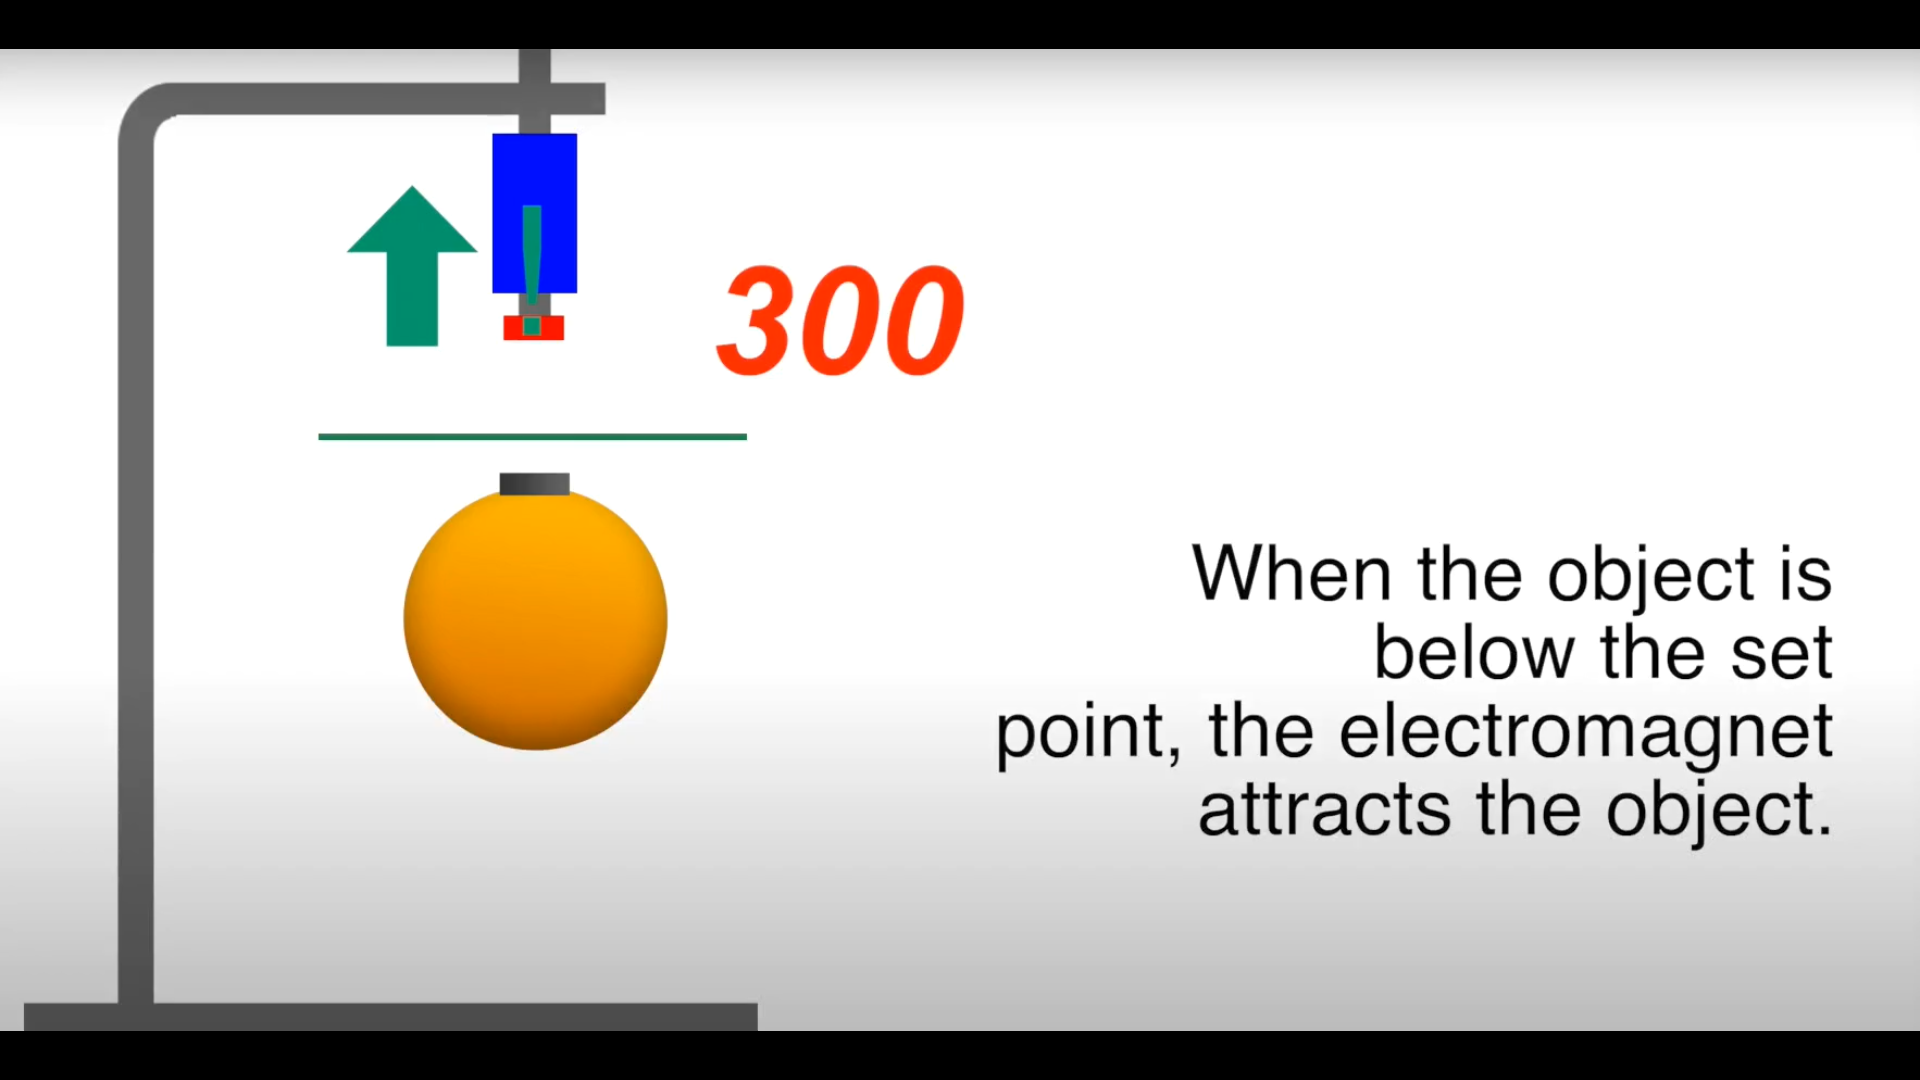 !
300
When the object is
below the set
point, the electromagnet
attracts the object.